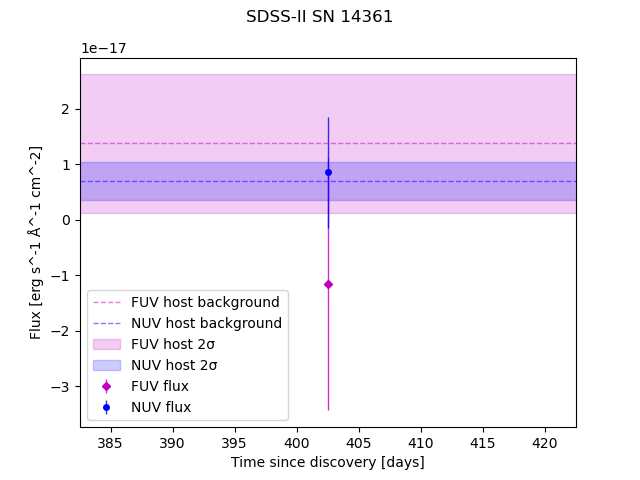 SDSS-II SN 14361
1e−17
2
1
0
−1
−2
−3
Flux [erg s^-1 Å^-1 cm^-2]
FUV host background
NUV host background
FUV host 2σ
NUV host 2σ
FUV flux
NUV flux
385 390 395 400 405 410 415 420
Time since discovery [days]